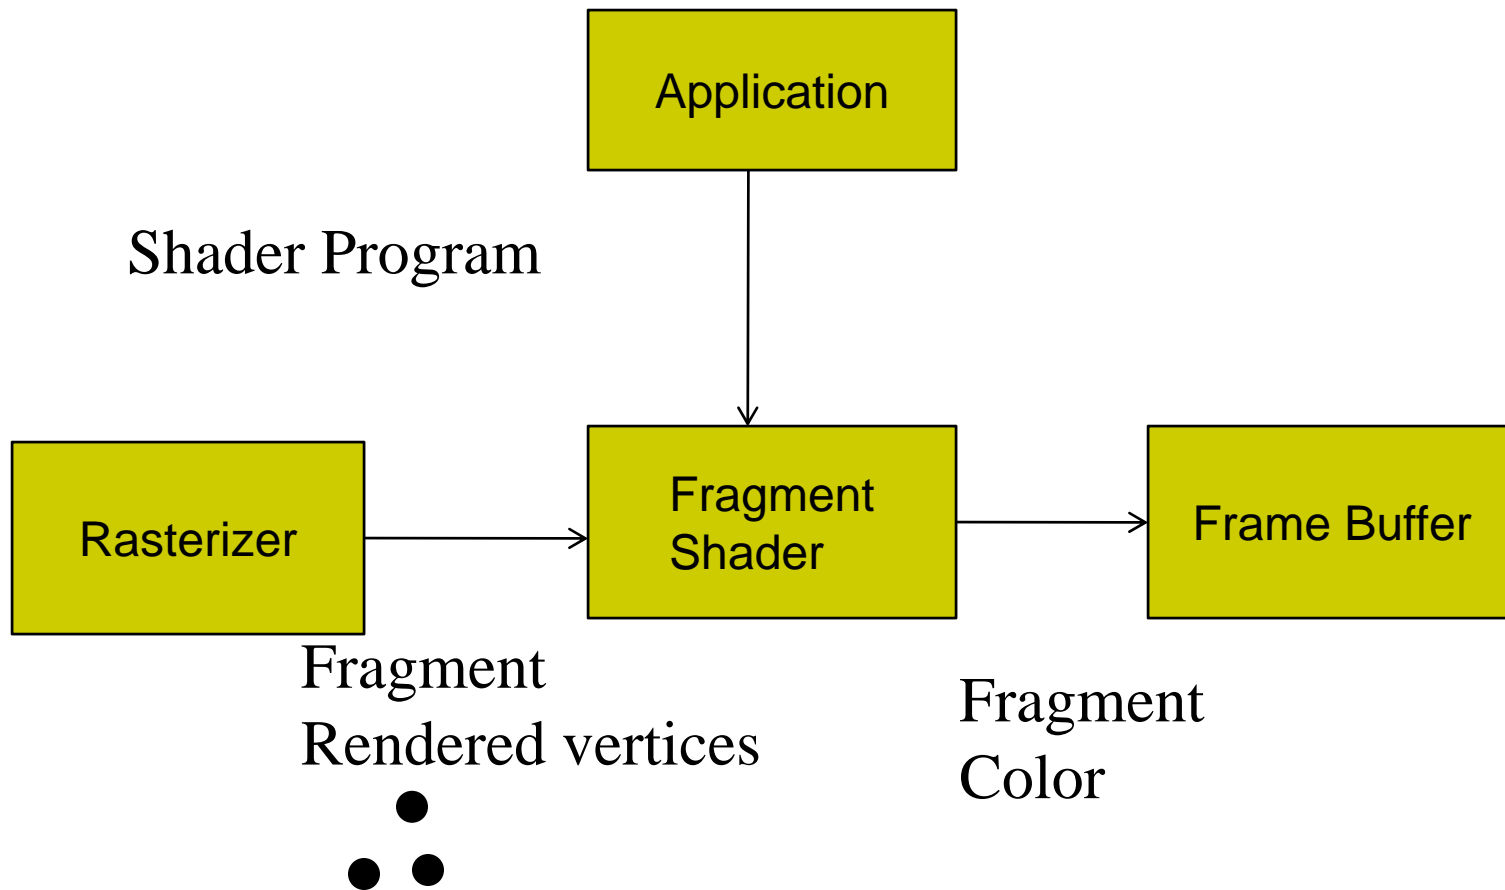 Application
Shader Program
Rasterizer
Fragment
Shader
Frame Buffer
Fragment
Rendered vertices
Fragment
Color